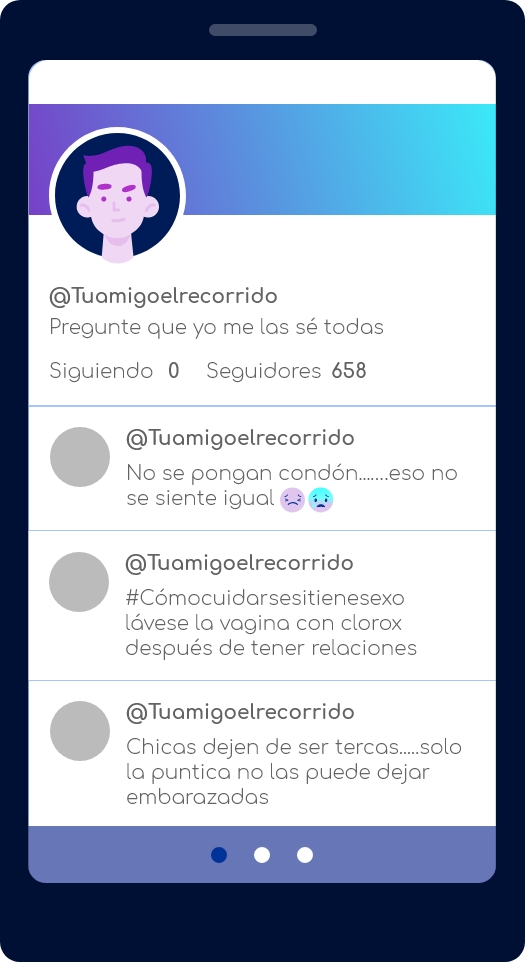 @Tuamigoelrecorrido
Pregunte que yo me las sé todas
Siguiendo 0 Seguidores 658
@Tuamigoelrecorrido
No se pongan condón.......eso no
se siente igual
@Tuamigoelrecorrido
#Cómocuidarsesitienesexo
lávese la vagina con clorox
después de tener relaciones
@Tuamigoelrecorrido
Chicas dejen de ser tercas.....solo
la puntica no las puede dejar
embarazadas